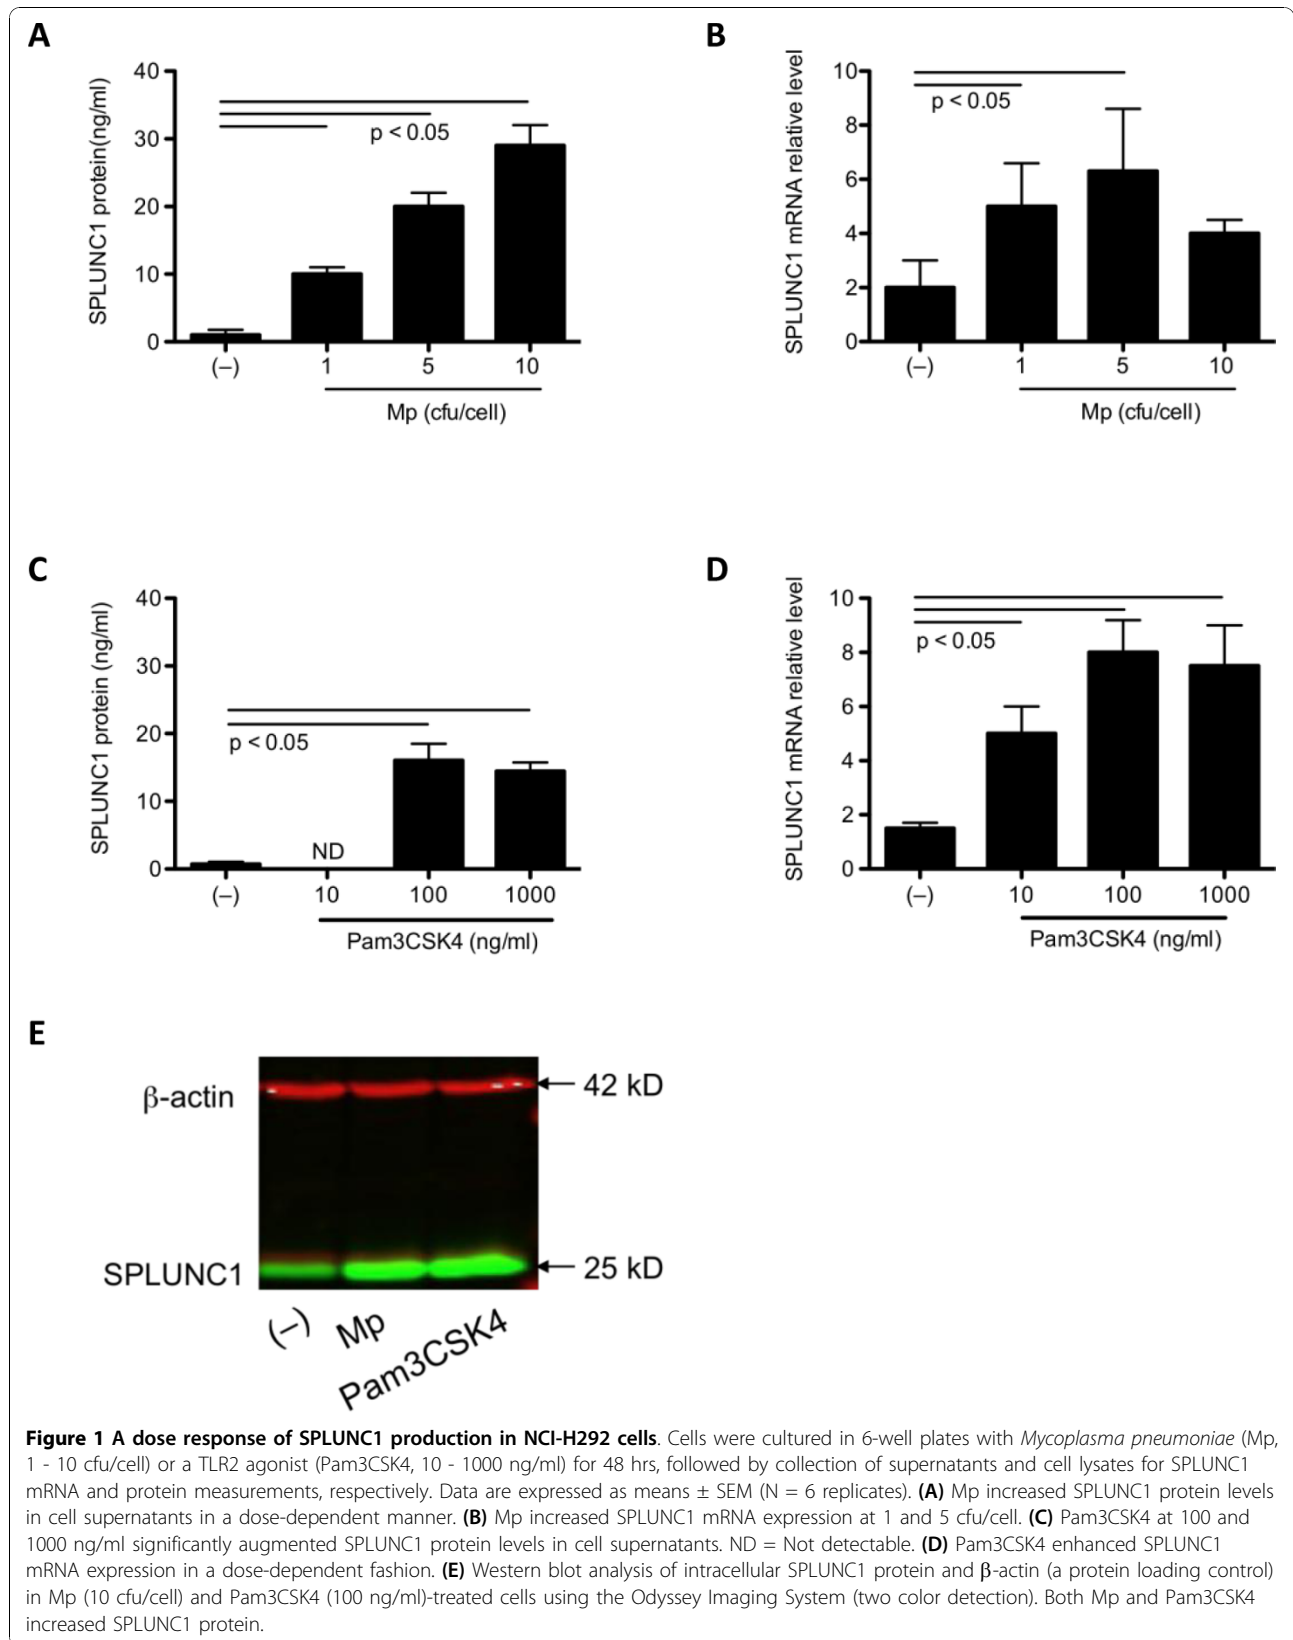 A
SPLUNC1 protein(ng/ml)
40
30
20
10
0
p < 0.05
(–) 1 5 10
Mp (cfu/cell)
B
SPLUNC1 mRNA relative level
10
8
6
4
2
0
p < 0.05
(–) 1 5 10
Mp (cfu/cell)
C
SPLUNC1 protein (ng/ml)
40
30
20
10
0
p < 0.05
ND
(–) 10 100 1000
Pam3CSK4 (ng/ml)
D
SPLUNC1 mRNA relative level
10
8
6
4
2
0
p < 0.05
(–) 10 100 1000
Pam3CSK4 (ng/ml)
E
β-actin
42 kD
SPLUNC1
25 kD
(–) Mp Pam3CSK4
Figure 1 A dose response of SPLUNC1 production in NCI-H292 cells. Cells were cultured in 6-well plates with Mycoplasma pneumoniae (Mp,
1 - 10 cfu/cell) or a TLR2 agonist (Pam3CSK4, 10 - 1000 ng/ml) for 48 hrs, followed by collection of supernatants and cell lysates for SPLUNC1
mRNA and protein measurements, respectively. Data are expressed as means ± SEM (N = 6 replicates). (A) Mp increased SPLUNC1 protein levels
in cell supernatants in a dose-dependent manner. (B) Mp increased SPLUNC1 mRNA expression at 1 and 5 cfu/cell. (C) Pam3CSK4 at 100 and
1000 ng/ml significantly augmented SPLUNC1 protein levels in cell supernatants. ND = Not detectable. (D) Pam3CSK4 enhanced SPLUNC1
mRNA expression in a dose-dependent fashion. (E) Western blot analysis of intracellular SPLUNC1 protein and β-actin (a protein loading control)
in Mp (10 cfu/cell) and Pam3CSK4 (100 ng/ml)-treated cells using the Odyssey Imaging System (two color detection). Both Mp and Pam3CSK4
increased SPLUNC1 protein.